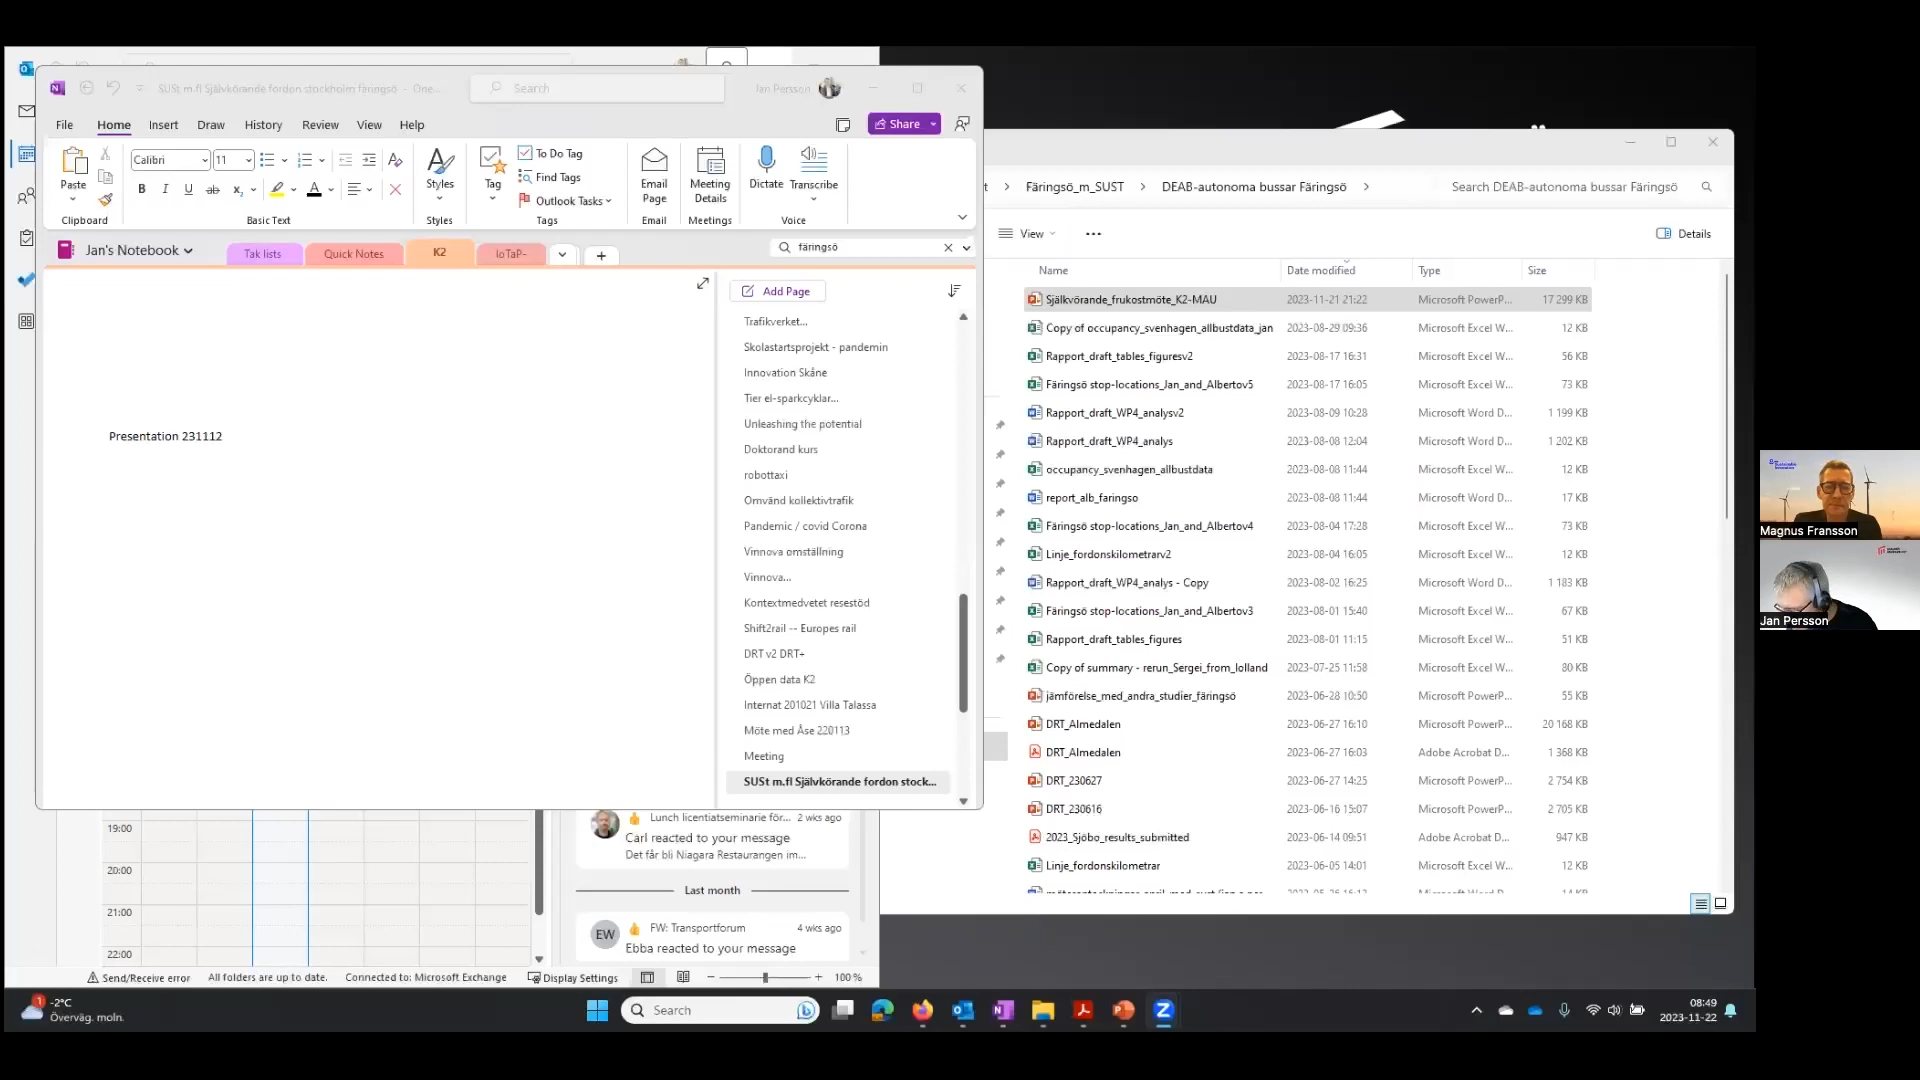 SUSt m.fl Självkörande fordon stockholm färingsö - One...
Search
Jan Persson
File Home Insert Draw History Review View Help
Share
Paste
Calibri 11
B I U ab x₂ A
Styles
Tag
To Do Tag
Find Tags
Outlook Tasks
Email Page
Meeting Details
Dictate
Transcribe
Clipboard Basic Text Styles Tags Email Meetings Voice
Jan's Notebook
Tak lists
Quick Notes
K2
IoTaP-
färingsö
Add Page
Presentation 231112
Trafikverket...
Skolastartsprojekt - pandemin
Innovation Skåne
Tier el-sparkcyklar...
Unleashing the potential
Doktorand kurs
robottaxi
Omvänd kollektivtrafik
Pandemic / covid Corona
Vinnova omställning
Vinnova...
Kontextmedvetet resestöd
Shift2rail -- Europes rail
DRT v2 DRT+
Öppen data K2
Internat 201021 Villa Talassa
Möte med Åse 220113
Meeting
SUSt m.fl Självkörande fordon stock...
Färingsö_m_SUST > DEAB-autonoma bussar Färingsö >
Search DEAB-autonoma bussar Färingsö
View
Details
Name Date modified Type Size
Själkvörande_frukostmöte_K2-MAU 2023-11-21 21:22 Microsoft PowerP... 17 299 KB
Copy of occupancy_svenhagen_allbustdata_jan 2023-08-29 09:36 Microsoft Excel W... 12 KB
Rapport_draft_tables_figuresv2 2023-08-17 16:31 Microsoft Excel W... 56 KB
Färingsö stop-locations_Jan_and_Albertov5 2023-08-17 16:05 Microsoft Excel W... 73 KB
Rapport_draft_WP4_analysv2 2023-08-09 10:28 Microsoft Word D... 1 199 KB
Rapport_draft_WP4_analys 2023-08-08 12:04 Microsoft Word D... 1 202 KB
occupancy_svenhagen_allbustdata 2023-08-08 11:44 Microsoft Excel W... 12 KB
report_alb_faringso 2023-08-08 11:44 Microsoft Word D... 17 KB
Färingsö stop-locations_Jan_and_Albertov4 2023-08-04 17:28 Microsoft Excel W... 73 KB
Linje_fordonskilometrarv2 2023-08-04 16:05 Microsoft Excel W... 12 KB
Rapport_draft_WP4_analys - Copy 2023-08-02 16:25 Microsoft Word D... 1 183 KB
Färingsö stop-locations_Jan_and_Albertov3 2023-08-01 15:40 Microsoft Excel W... 67 KB
Rapport_draft_tables_figures 2023-08-01 11:15 Microsoft Excel W... 51 KB
Copy of summary - rerun_Sergei_from_lolland 2023-07-25 11:58 Microsoft Excel W... 80 KB
jämförelse_med_andra_studier_färingsö 2023-06-28 10:50 Microsoft PowerP... 55 KB
DRT_Almedalen 2023-06-27 16:10 Microsoft PowerP... 20 168 KB
DRT_Almedalen 2023-06-27 16:03 Adobe Acrobat D... 1 368 KB
DRT_230627 2023-06-27 14:25 Microsoft PowerP... 2 754 KB
DRT_230616 2023-06-16 15:07 Microsoft PowerP... 2 705 KB
2023_Sjöbo_results_submitted 2023-06-14 09:51 Adobe Acrobat D... 947 KB
Linje_fordonskilometrar 2023-06-05 14:01 Microsoft Excel W... 12 KB
Magnus Fransson
Jan Persson
19:00
20:00
21:00
22:00
Lunch licentiatseminarie för... 2 wks ago
Carl reacted to your message
Det får bli Niagara Restaurangen im...
Last month
EW
FW: Transportforum 4 wks ago
Ebba reacted to your message
Send/Receive error All folders are up to date. Connected to: Microsoft Exchange Display Settings 100 %
1
-2°C
Överväg. moln.
Search
08:49
2023-11-22